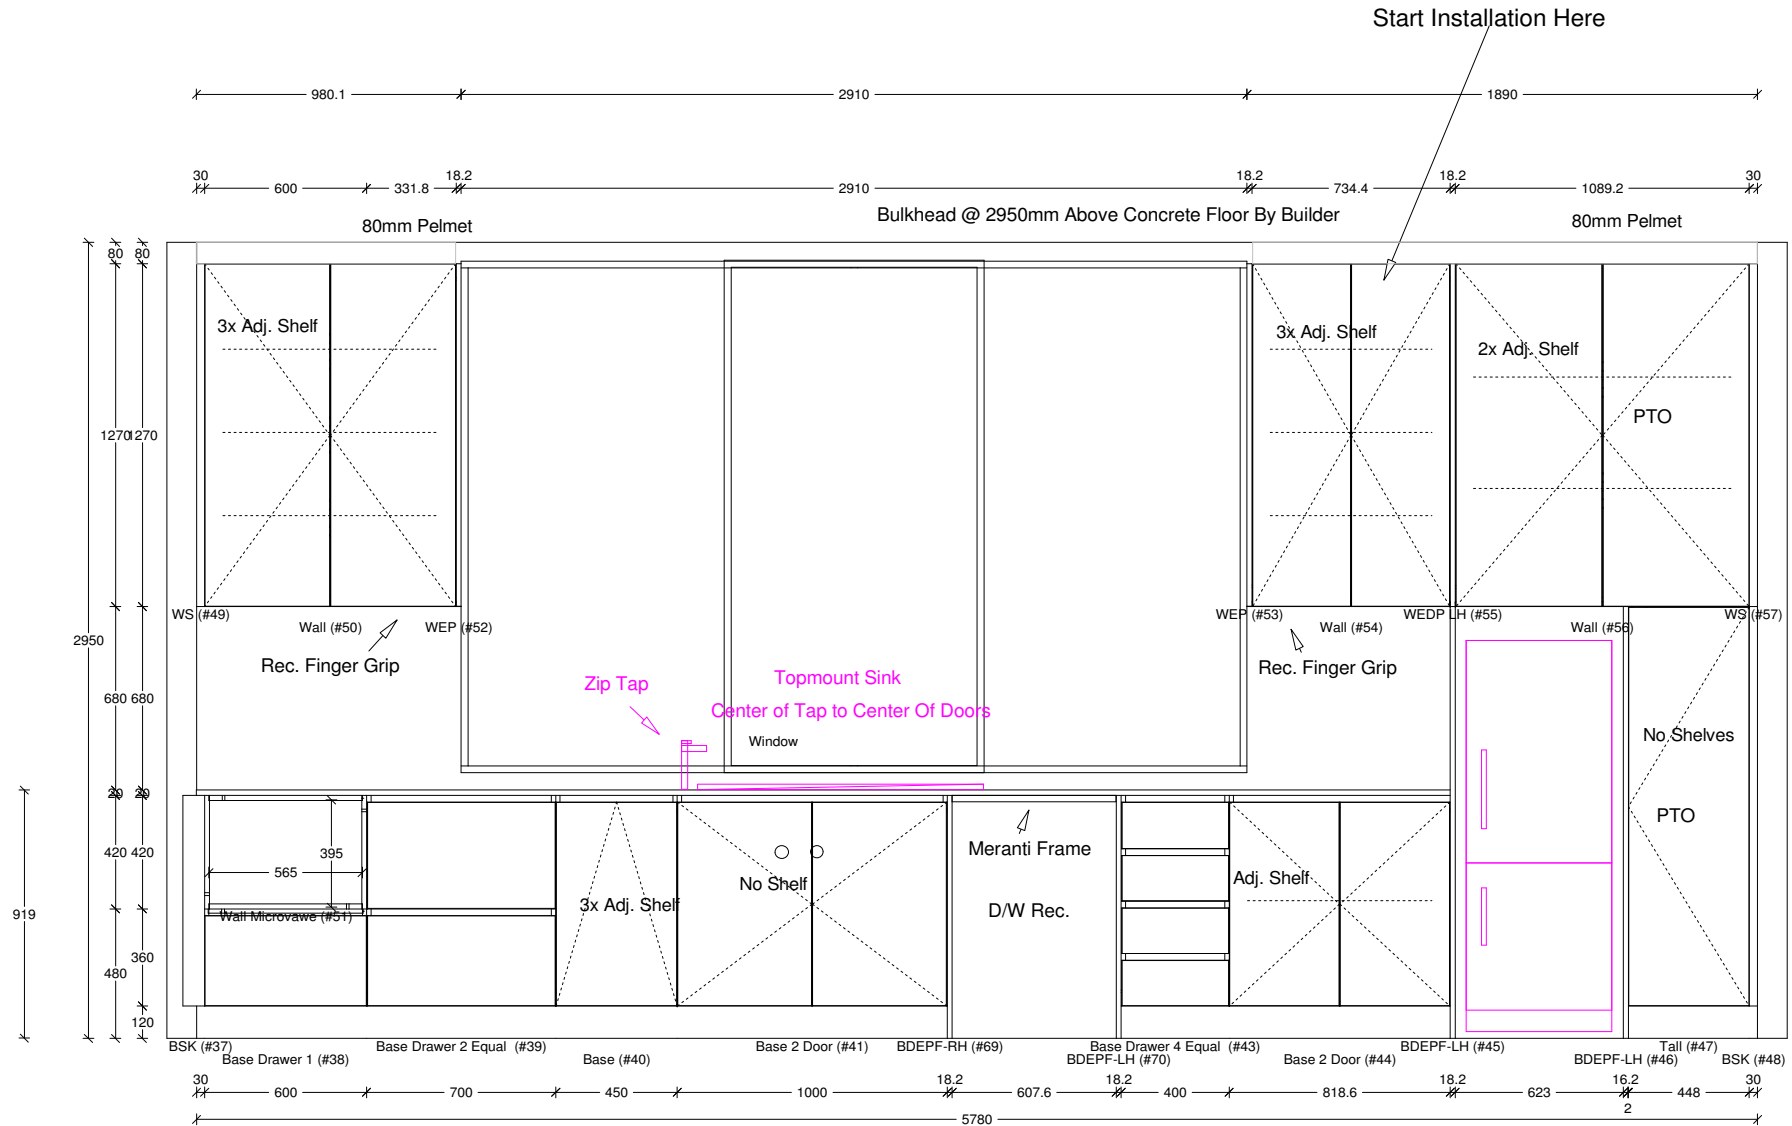 Start Installation Here
980.1
2910
1890
30
600
331.8
18.2
2910
18.2
734.4
18.2
1089.2
30
80mm Pelmet
Bulkhead @ 2950mm Above Concrete Floor By Builder
80mm Pelmet
80
80
3x Adj. Shelf
3x Adj. Shelf
2x Adj. Shelf
PTO
1270
1270
WS (#49)
Wall (#50)
WEP (#52)
WEP (#53)
Wall (#54)
WEDP LH (#55)
Wall (#56)
WS (#57)
2950
Rec. Finger Grip
Rec. Finger Grip
Zip Tap
Topmount Sink
Center of Tap to Center Of Doors
Window
680
680
No Shelves
PTO
20
20
420
420
395
565
Meranti Frame
No Shelf
Adj. Shelf
3x Adj. Shelf
D/W Rec.
Wall Microvawe (#51)
919
480
360
120
BSK (#37)
Base Drawer 1 (#38)
Base Drawer 2 Equal (#39)
Base (#40)
Base 2 Door (#41)
BDEPF-RH (#69)
BDEPF-LH (#70)
Base Drawer 4 Equal (#43)
Base 2 Door (#44)
BDEPF-LH (#45)
BDEPF-LH (#46)
Tall (#47)
BSK (#48)
30
600
700
450
1000
18.2
607.6
18.2
400
818.6
18.2
623
16.2
2
448
30
5780